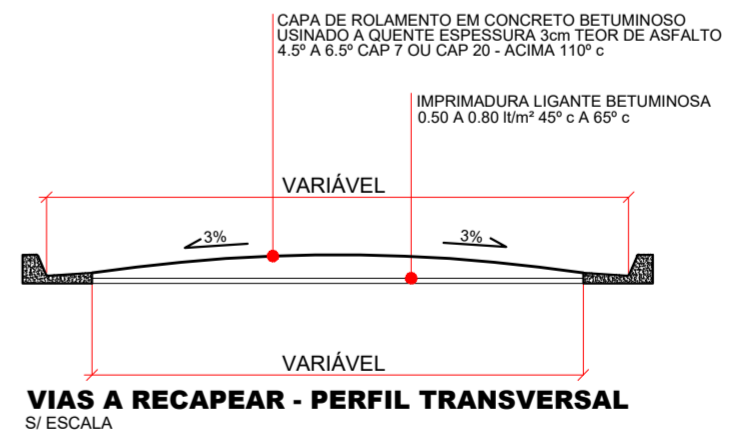 CAPA DE ROLAMENTO EM CONCRETO BETUMINOSO
USINADO A QUENTE ESPESSURA 3cm TEOR DE ASFALTO
4.5º A 6.5º CAP 7 OU CAP 20 - ACIMA 110º c
IMPRIMADURA LIGANTE BETUMINOSA
0.50 A 0.80 lt/m² 45º c A 65º c
VARIÁVEL
3%
3%
VARIÁVEL
VIAS A RECAPEAR - PERFIL TRANSVERSAL
S/ ESCALA